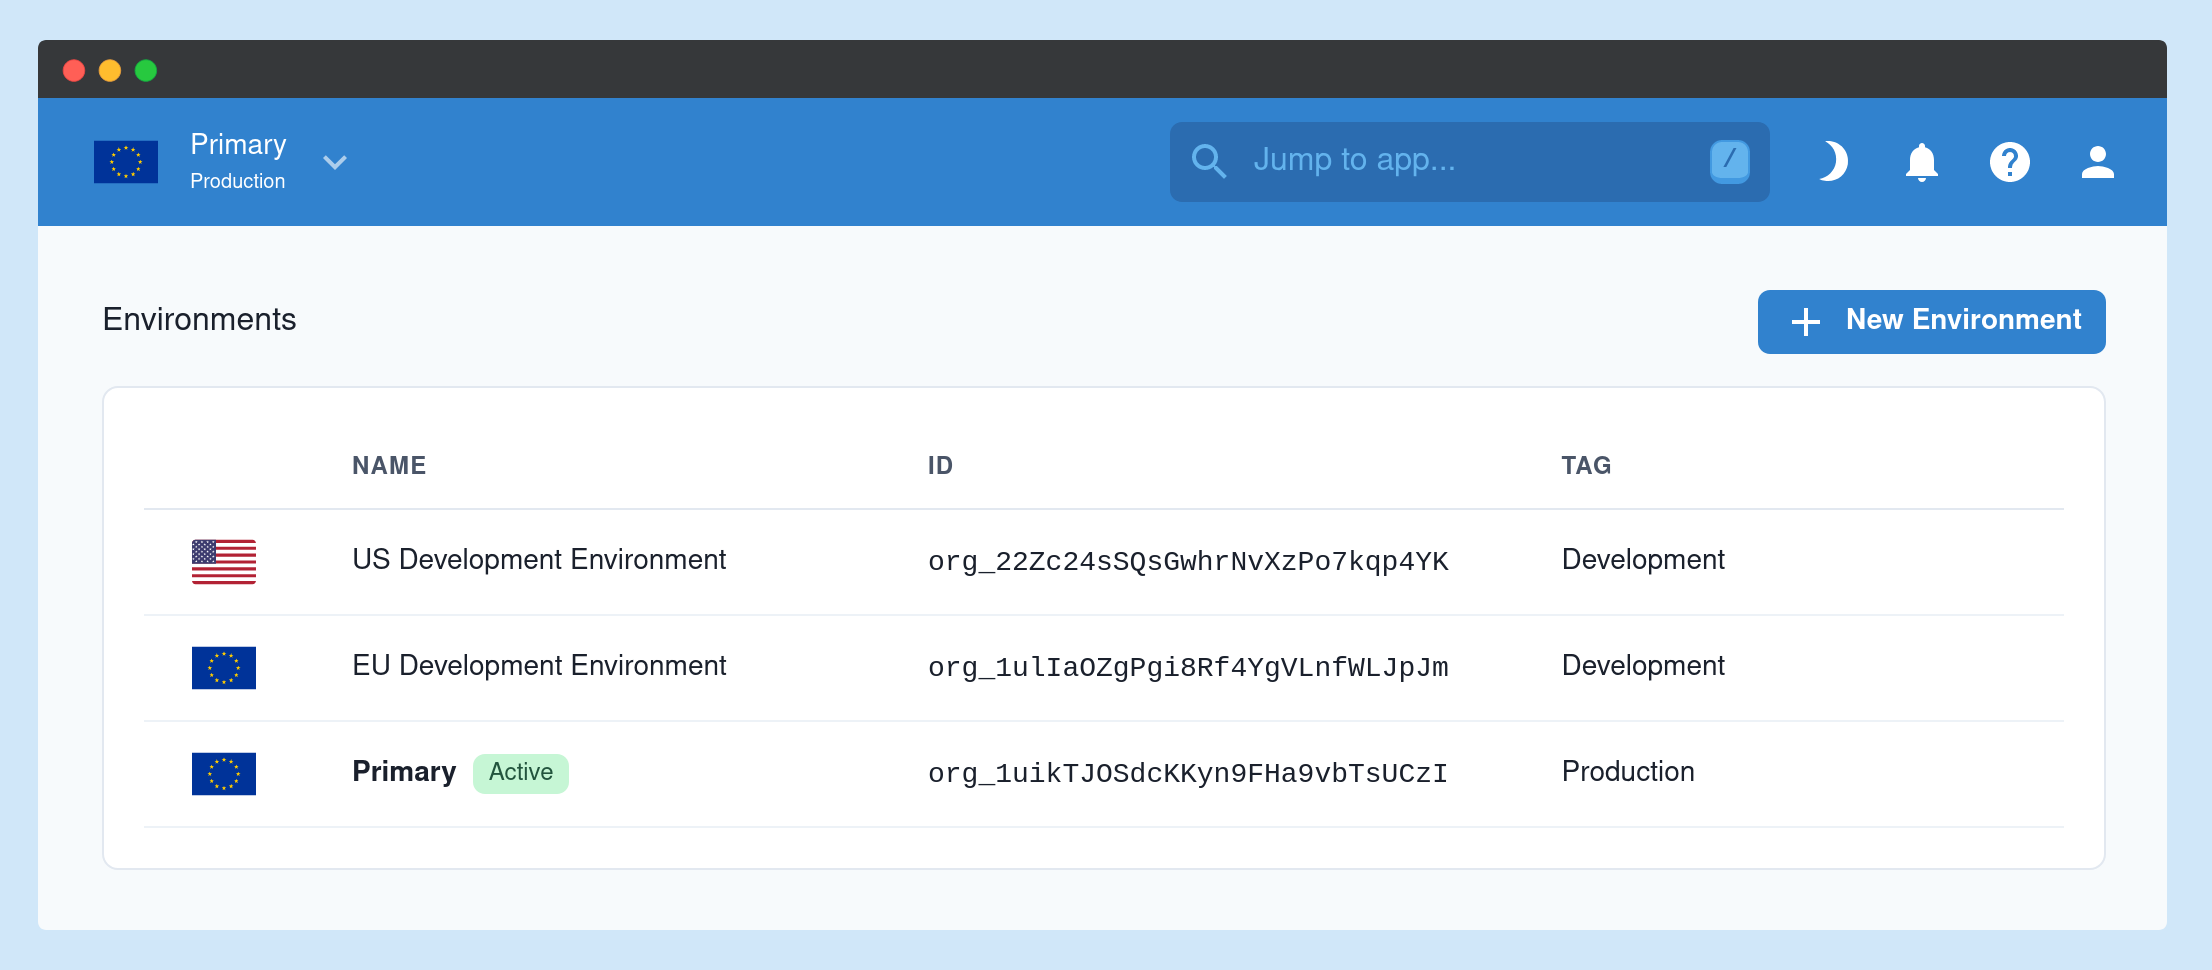 Primary
Production
Jump to app...
/
Environments
New Environment
NAME ID TAG
US Development Environment org_22Zc24sSQsGwhrNvXzPo7kqp4YK Development
EU Development Environment org_1ulIaOZgPgi8Rf4YgVLnfWLJpJm Development
Primary Active org_1uikTJOSdcKKyn9FHa9vbTsUCzI Production